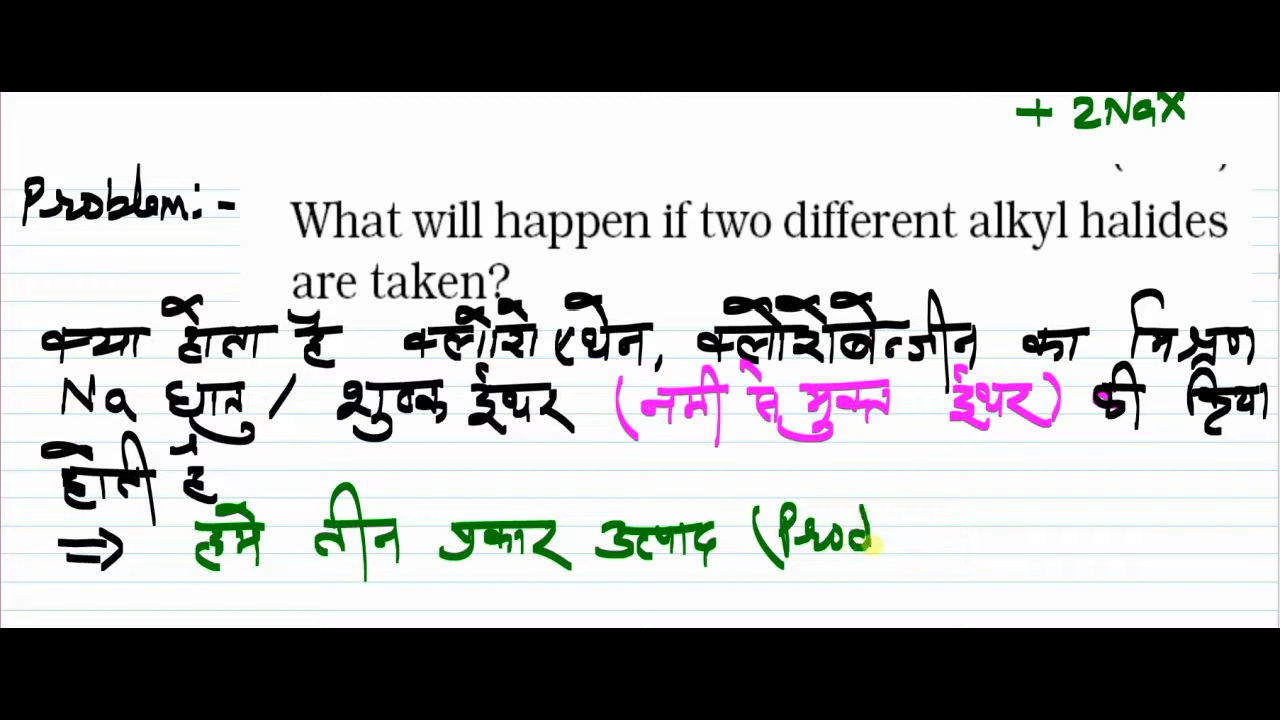 + 2NaX
Problem:-
What will happen if two different alkyl halides
are taken?
क्या होता है क्लोरो एथेन, क्लोरोबेन्जीन का मिश्रण
Na धातु / शुष्क ईथर (नमी से मुक्त ईथर) की क्रिया
होती है
⇒ हमे तीन प्रकार उत्पाद (Prod